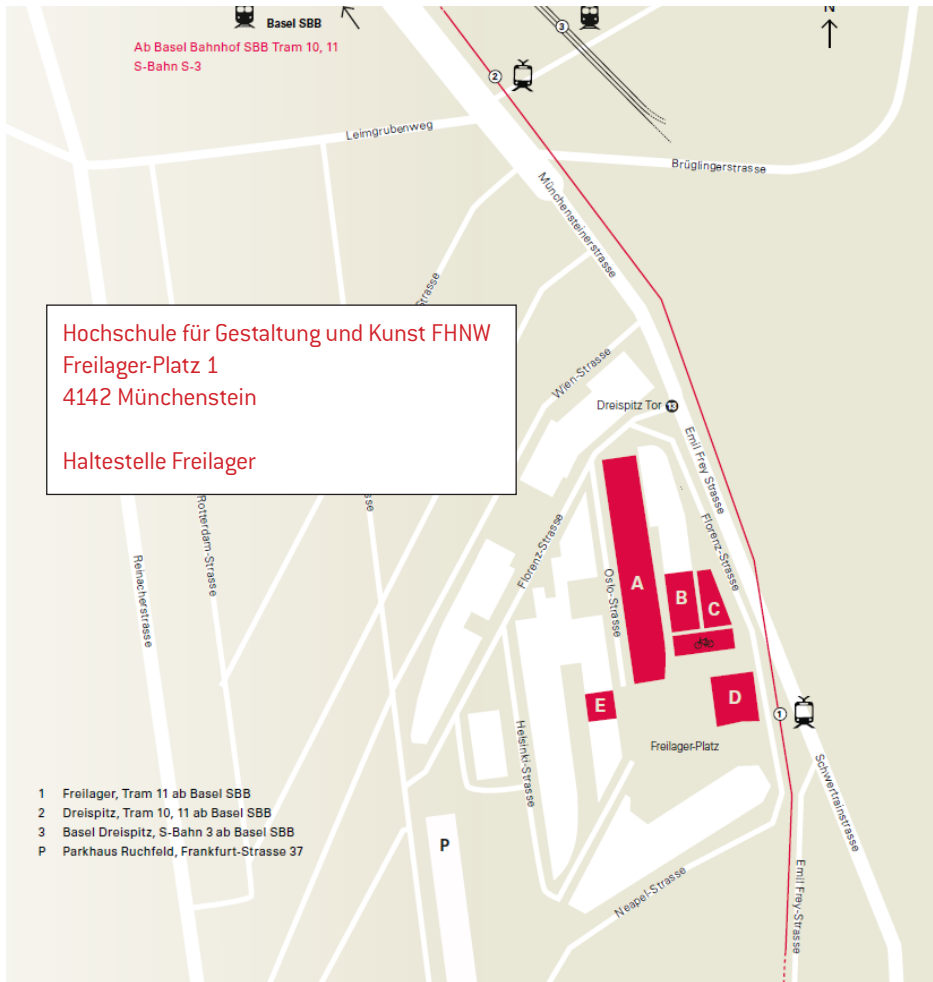 Basel SBB
Ab Basel Bahnhof SBB Tram 10, 11
S-Bahn S-3
3
N
2
Leimgrubenweg
Brüglingerstrasse
Münchensteinerstrasse
Strasse
Hochschule für Gestaltung und Kunst FHNW
Freilager-Platz 1
4142 Münchenstein
Haltestelle Freilager
Wien-Strasse
Dreispitz Tor 13
Emil Frey Strasse
Rotterdam-Strasse
Florenz-Strasse
Florenz-Strasse
Reinacherstrasse
Oslo-Strasse
A
B
C
D
E
1
Freilager-Platz
Helsinki-Strasse
Schwertrainstrasse
1 Freilager, Tram 11 ab Basel SBB
2 Dreispitz, Tram 10, 11 ab Basel SBB
3 Basel Dreispitz, S-Bahn 3 ab Basel SBB
P Parkhaus Ruchfeld, Frankfurt-Strasse 37
P
Neapel-Strasse
Emil Frey-Strasse